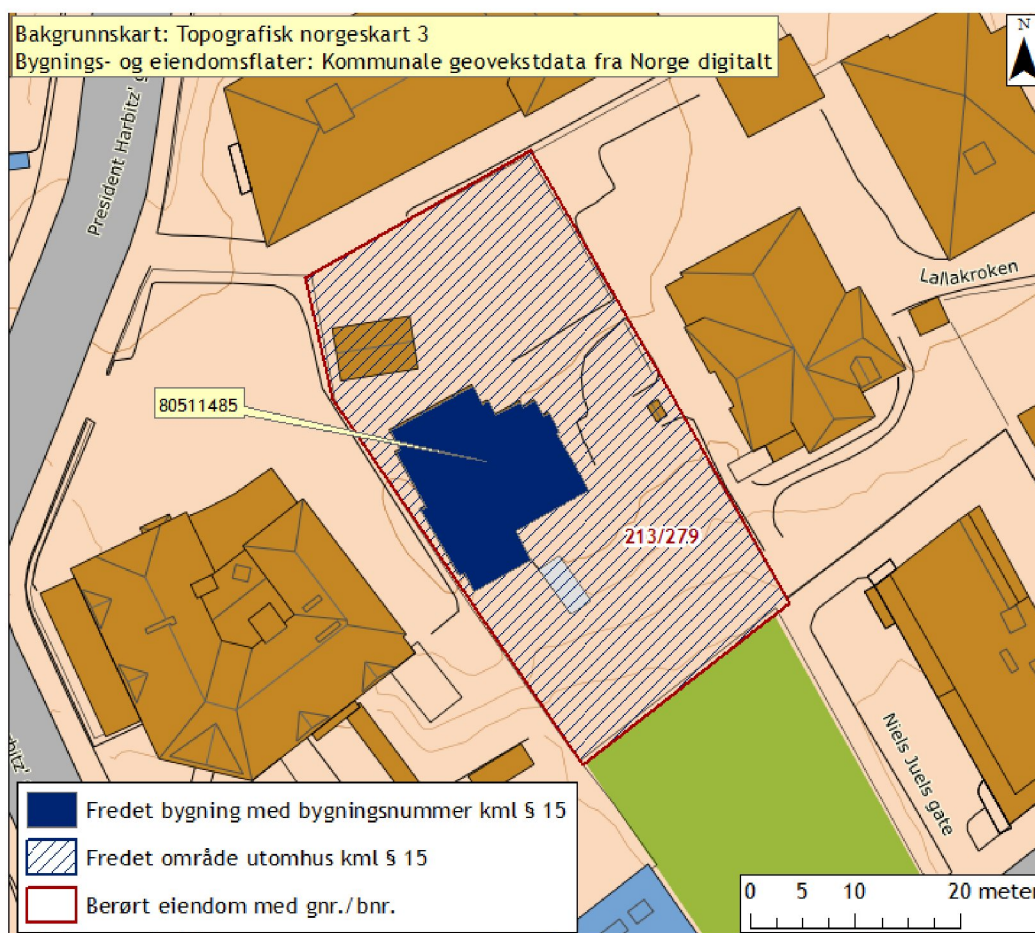 Bakgrunnskart: Topografisk norgeskart 3
Bygnings- og eiendomsflater: Kommunale geovekstdata fra Norge digitalt
N
President Harbitz' g
Lallakroken
80511485
213/279
Niels Juels gate
rbitz'
Fredet bygning med bygningsnummer kml § 15
Fredet område utomhus kml § 15
Berørt eiendom med gnr./bnr.
0 5 10 20 meter